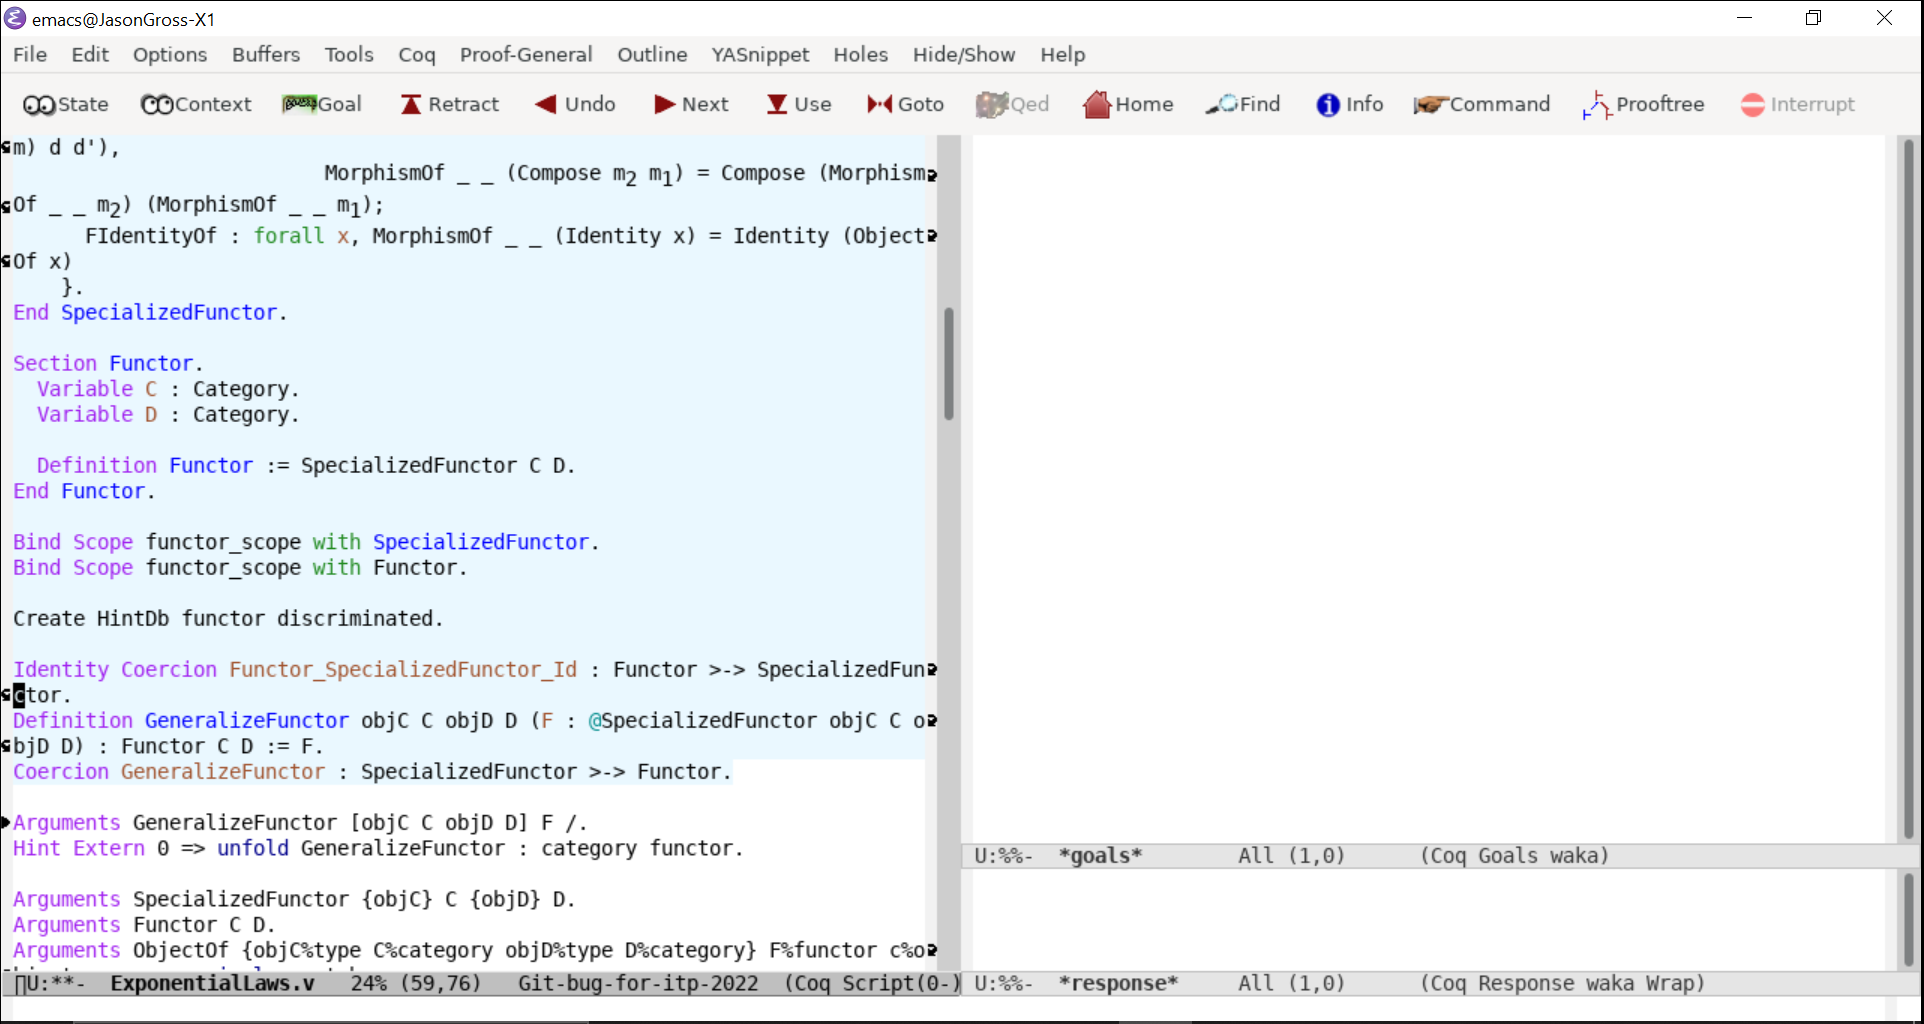 emacs@JasonGross-X1
File Edit Options Buffers Tools Coq Proof-General Outline YASnippet Holes Hide/Show Help
State Context Goal Retract Undo Next Use Goto Qed Home Find Info Command Prooftree Interrupt
m) d d'),
MorphismOf _ _ (Compose m2 m1) = Compose (Morphism
Of _ _ m2) (MorphismOf _ _ m1);
FIdentityOf : forall x, MorphismOf _ _ (Identity x) = Identity (Object
Of x)
}.
End SpecializedFunctor.
Section Functor.
Variable C : Category.
Variable D : Category.
Definition Functor := SpecializedFunctor C D.
End Functor.
Bind Scope functor_scope with SpecializedFunctor.
Bind Scope functor_scope with Functor.
Create HintDb functor discriminated.
Identity Coercion Functor_SpecializedFunctor_Id : Functor >-> SpecializedFun
ctor.
Definition GeneralizeFunctor objC C objD D (F : @SpecializedFunctor objC C o
bjD D) : Functor C D := F.
Coercion GeneralizeFunctor : SpecializedFunctor >-> Functor.
Arguments GeneralizeFunctor [objC C objD D] F /.
Hint Extern 0 => unfold GeneralizeFunctor : category functor.
Arguments SpecializedFunctor {objC} C {objD} D.
Arguments Functor C D.
Arguments ObjectOf {objC%type C%category objD%type D%category} F%functor c%o
U:**- ExponentialLaws.v 24% (59,76) Git-bug-for-itp-2022 (Coq Script(0-)
U:%%- *goals* All (1,0) (Coq Goals waka)
U:%%- *response* All (1,0) (Coq Response waka Wrap)